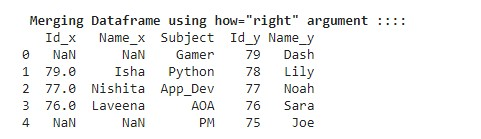 Merging Dataframe using how="right" argument ::::
Id_x Name_x Subject Id_y Name_y
0 NaN NaN Gamer 79 Dash
1 79.0 Isha Python 78 Lily
2 77.0 Nishita App_Dev 77 Noah
3 76.0 Laveena AOA 76 Sara
4 NaN NaN PM 75 Joe